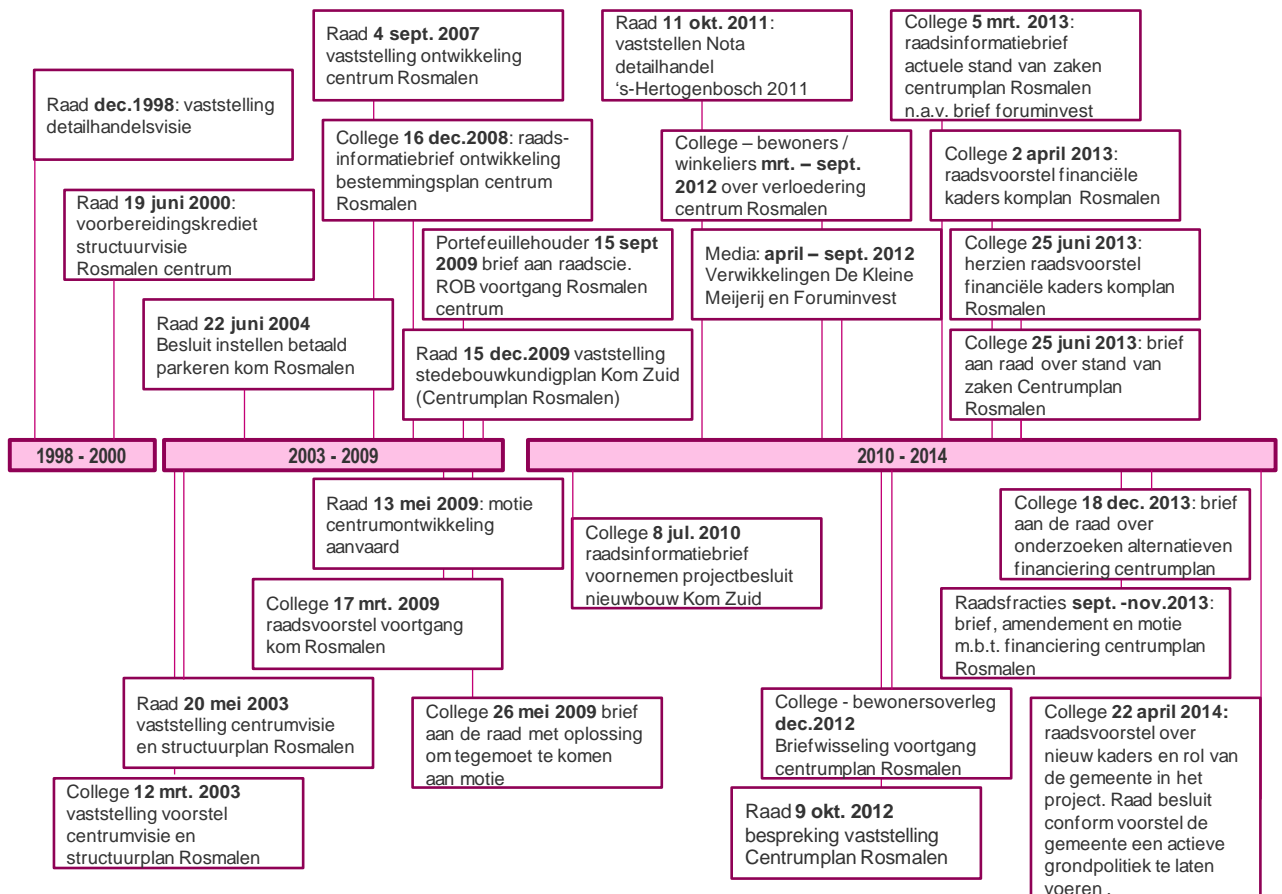 Raad dec.1998: vaststelling
detailhandelsvisie
Raad 19 juni 2000:
voorbereidingskrediet
structuurvisie
Rosmalen centrum
Raad 22 juni 2004
Besluit instellen betaald
parkeren kom Rosmalen
Raad 4 sept. 2007
vaststling ontwikkeling
centrum Rosmalen
College 16 dec.2008: raads-
informatiebrief ontwikkeling
bestemmingsplan centrum
Rosmalen
Portefeuillehouder 15 sept
2009 brief aan raadscie.
ROB voortgang Rosmalen
centrum
Raad 15 dec.2009 vaststelling
stedebouwkundigplan Kom Zuid
(Centrumplan Rosmalen)
Raad 11 okt. 2011:
vaststellen Nota
detailhandel
‘s-Hertogenbosch 2011
College – bewoners /
winkeliers mrt. – sept.
2012 over verloedering
centrum Rosmalen
Media: april – sept. 2012
Verwikkelingen De Kleine
Meijerij en Foruminvest
College 5 mrt. 2013:
raadsinformatiebrief
actuele stand van zaken
centrumplan Rosmalen
n.a.v. brief foruminvest
College 2 april 2013:
raadsvoorstel financiële
kaders komplan Rosmalen
College 25 juni 2013:
herzien raadsvoorstel
financiële kaders komplan
Rosmalen
College 25 juni 2013: brief
aan raad over stand van
zaken Centrumplan
Rosmalen
1998 - 2000
2003 - 2009
2010 - 2014
Raad 13 mei 2009: motie
centrumontwikkeling
aanvaard
College 17 mrt. 2009
raadsvoorstel voortgang
kom Rosmalen
Raad 20 mei 2003
vaststelling centrumvisie
en structuurplan Rosmalen
College 12 mrt. 2003
vaststelling voorstel
centrumvisie en
structuurplan Rosmalen
College 26 mei 2009 brief
aan de raad met oplossing
om tegemoet te komen
aan motie
College 8 jul. 2010
raadsinformatiebrief
voornemen projectbesluit
nieuwbouw Kom Zuid
College - bewonersoverleg
dec.2012
Briefwisseling voortgang
centrumplan Rosmalen
Raad 9 okt. 2012
bespreking vaststelling
Centrumplan Rosmalen
College 18 dec. 2013: brief
aan de raad over
onderzoeken alternatieven
financiering centrumplan
Raadsfracties sept. -nov.2013:
brief, amendement en motie
m.b.t. financiering centrumplan
Rosmalen
College 22 april 2014:
raadsvoorstel over
nieuw kaders en rol van
de gemeente in het
project. Raad besluit
conform voorstel de
gemeente een actieve
grondpolitiek te laten
voeren .